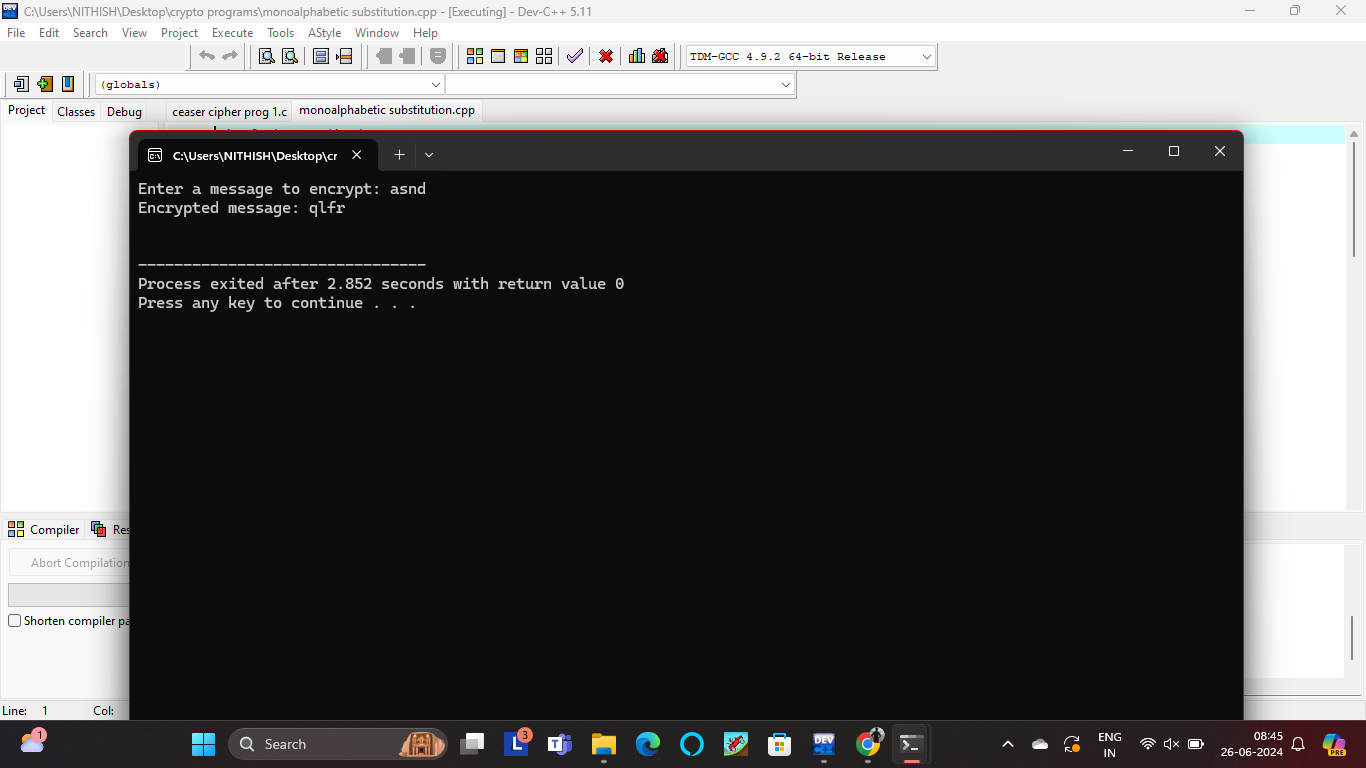 C:\Users\NITHISH\Desktop\crypto programs\monoalphabetic substitution.cpp - [Executing] - Dev-C++ 5.11
File Edit Search View Project Execute Tools AStyle Window Help
TDM-GCC 4.9.2 64-bit Release
(globals)
Project Classes Debug ceaser cipher prog 1.c monoalphabetic substitution.cpp
C:\Users\NITHISH\Desktop\cr
Enter a message to encrypt: asnd
Encrypted message: qlfr
--------------------------------
Process exited after 2.852 seconds with return value 0
Press any key to continue . . .
Compiler Res
Abort Compilation
Shorten compiler pa
Line: 1 Col:
1
Search
3
ENG
IN
08:45
26-06-2024
PRE